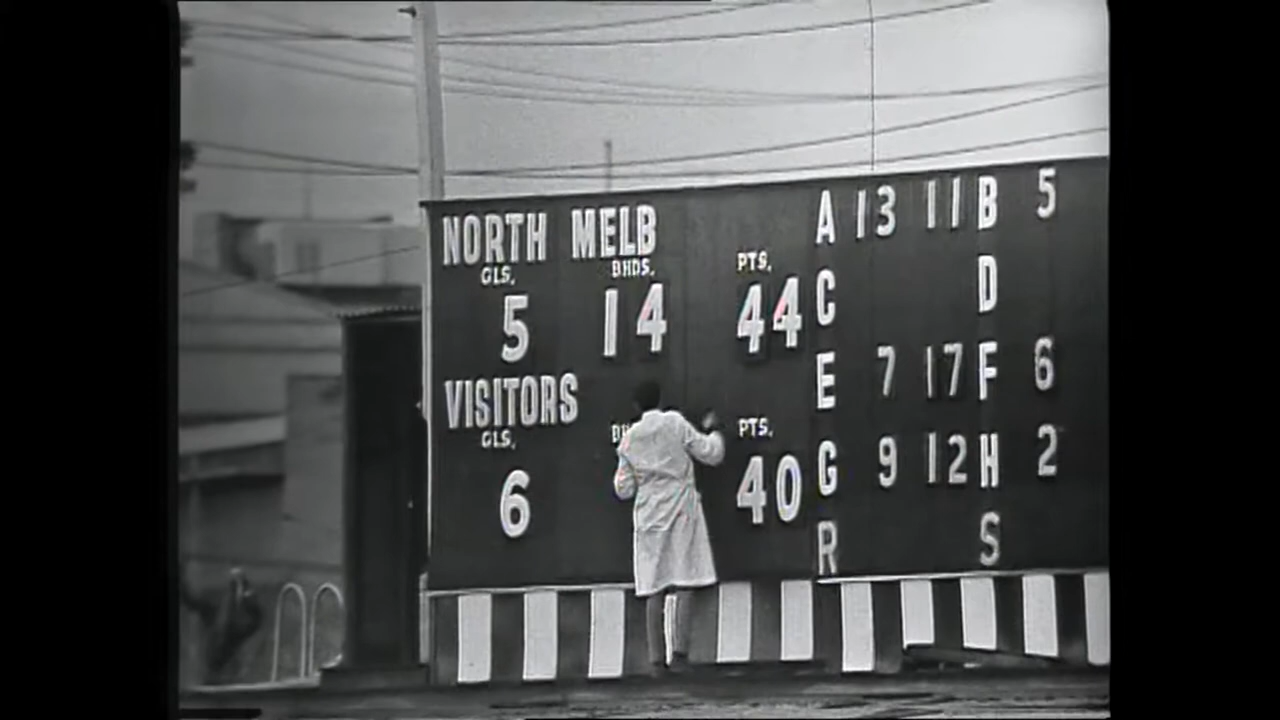 NORTH MELB
GLS. BHDS. PTS.
5 14 44
VISITORS
GLS. PTS.
6 40
A 13 11 B 5
C D
E 7 17 F 6
G 9 12 H 2
R S